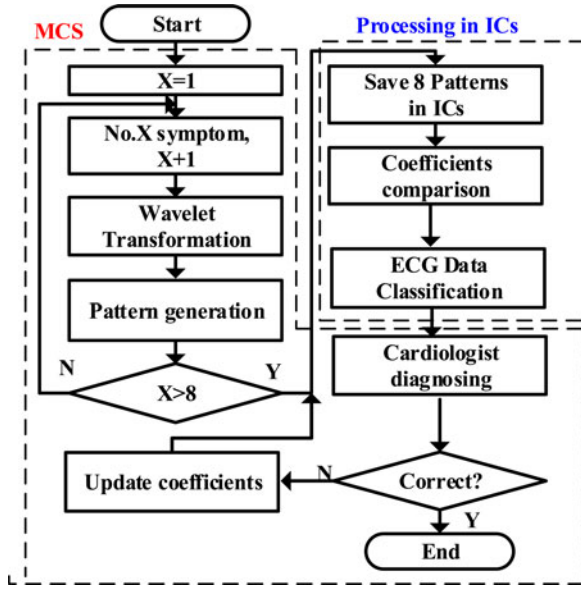 Start
MCS
Processing in ICs
X=1
No.X symptom,
X+1
Wavelet
Transformation
Pattern generation
N
Y
X>8
Update coefficients
Save 8 Patterns
in ICs
Coefficients
comparison
ECG Data
Classification
Cardiologist
diagnosing
N
Correct?
Y
End